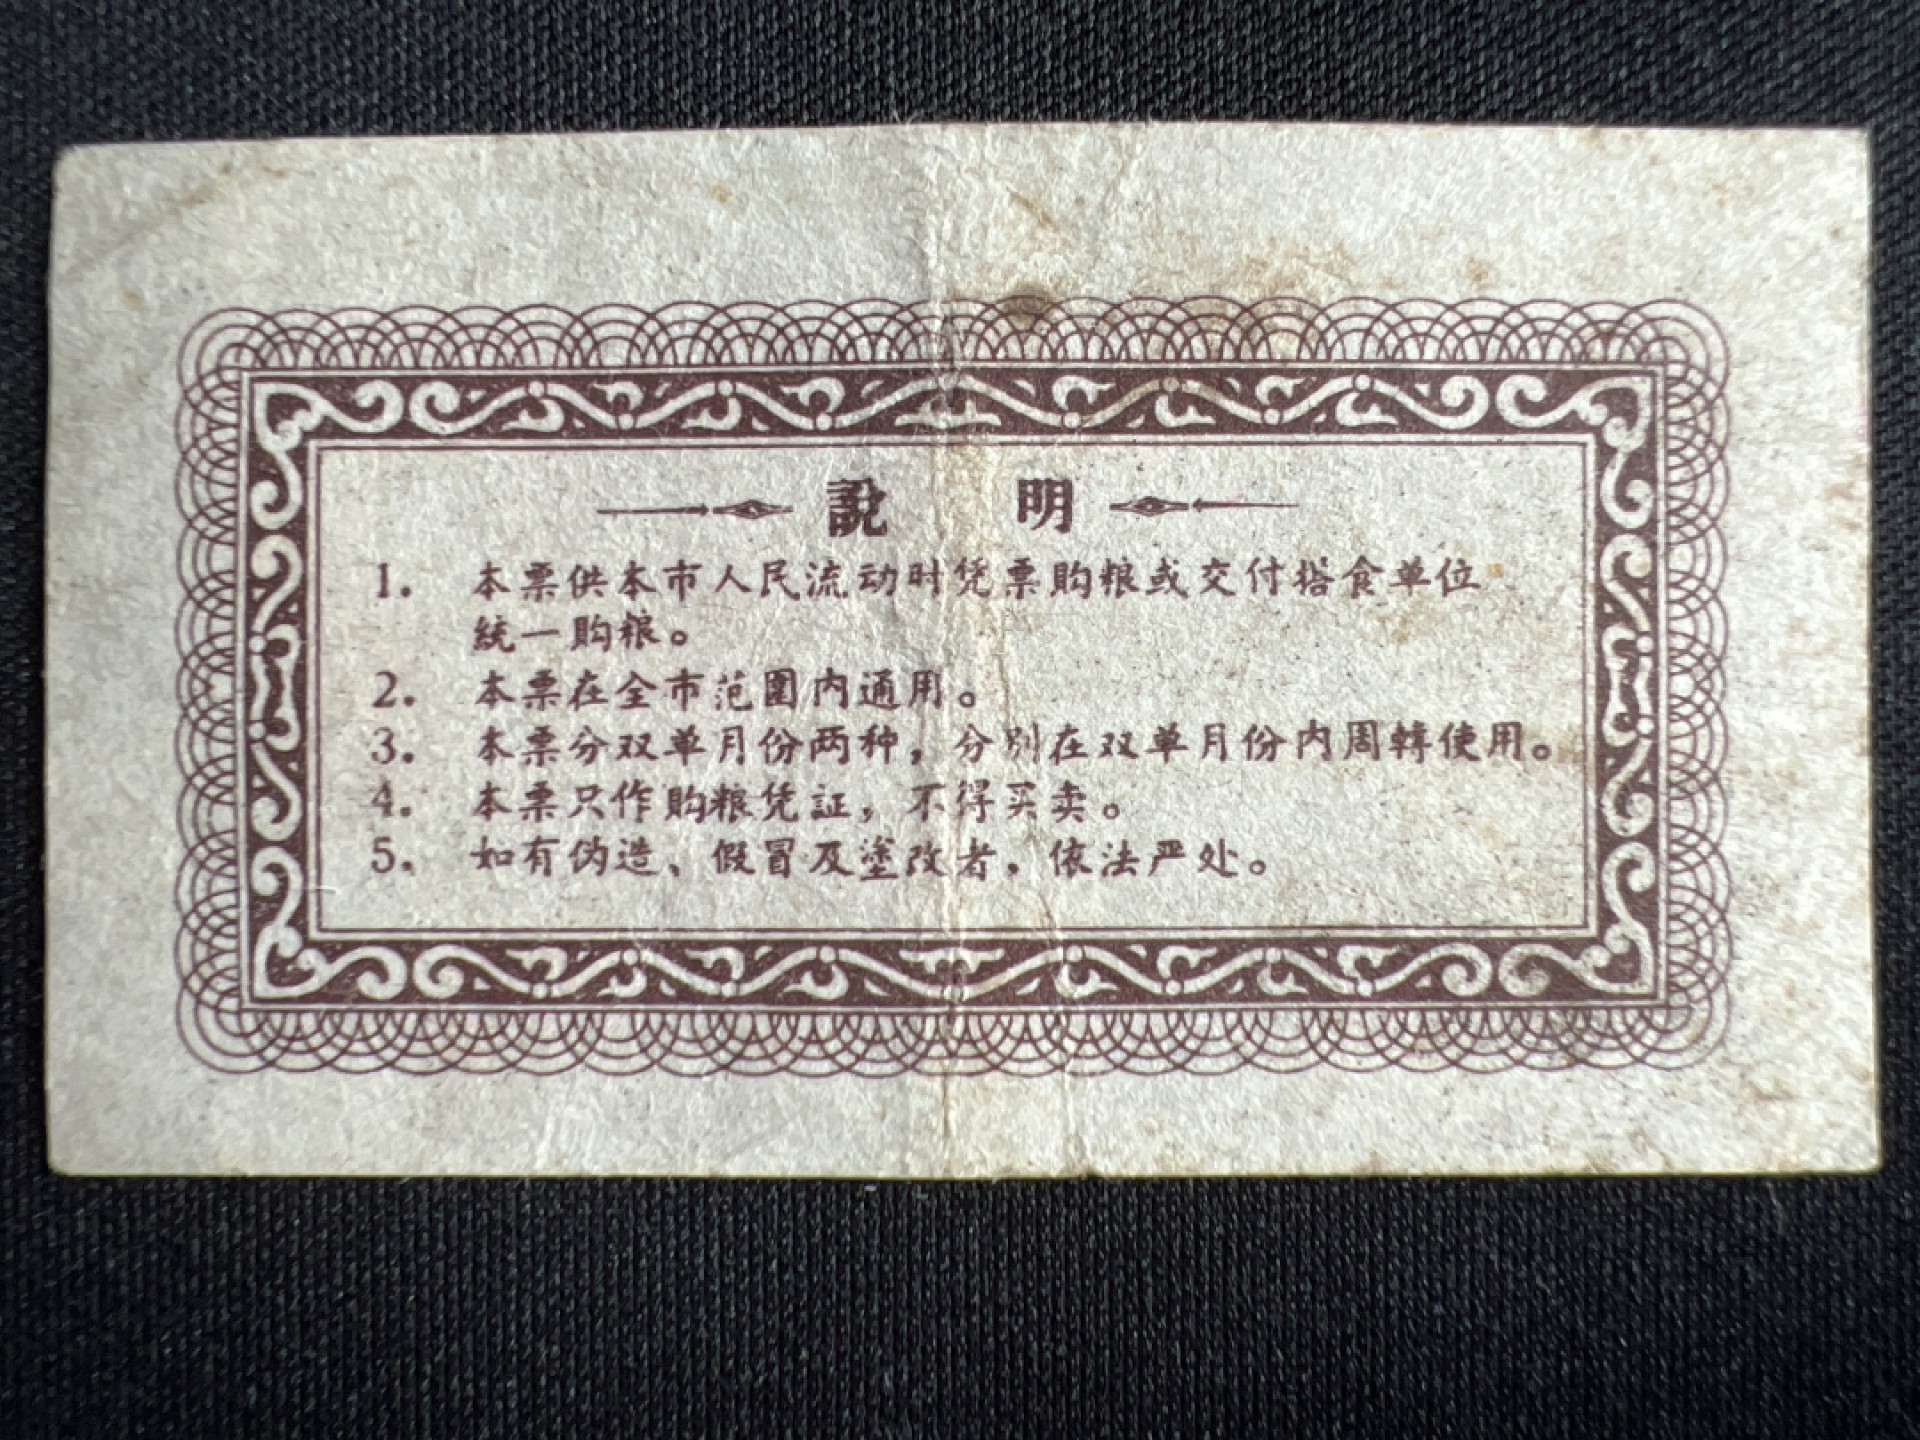 說 明
1. 本票供本市人民流动时凭票购粮或交付搭食单位
統一购粮。
2. 本票在全市范圍内通用。
3. 本票分双单月份两种，分别在双单月份内周轉使用。
4. 本票只作购粮凭証，不得买卖。
5. 如有伪造、假冒及塗改者，依法严处。